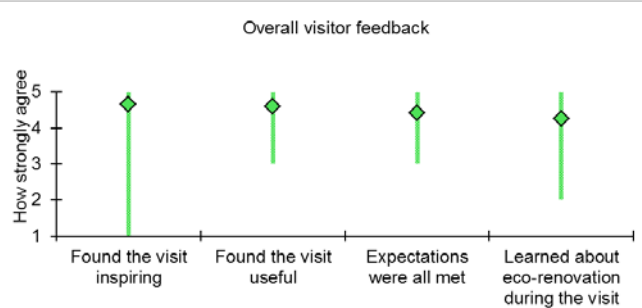 Overall visitor feedback
How strongly agree
5
4
3
2
1
Found the visit
inspiring
Found the visit
useful
Expectations
were all met
Learned about
eco-renovation
during the visit